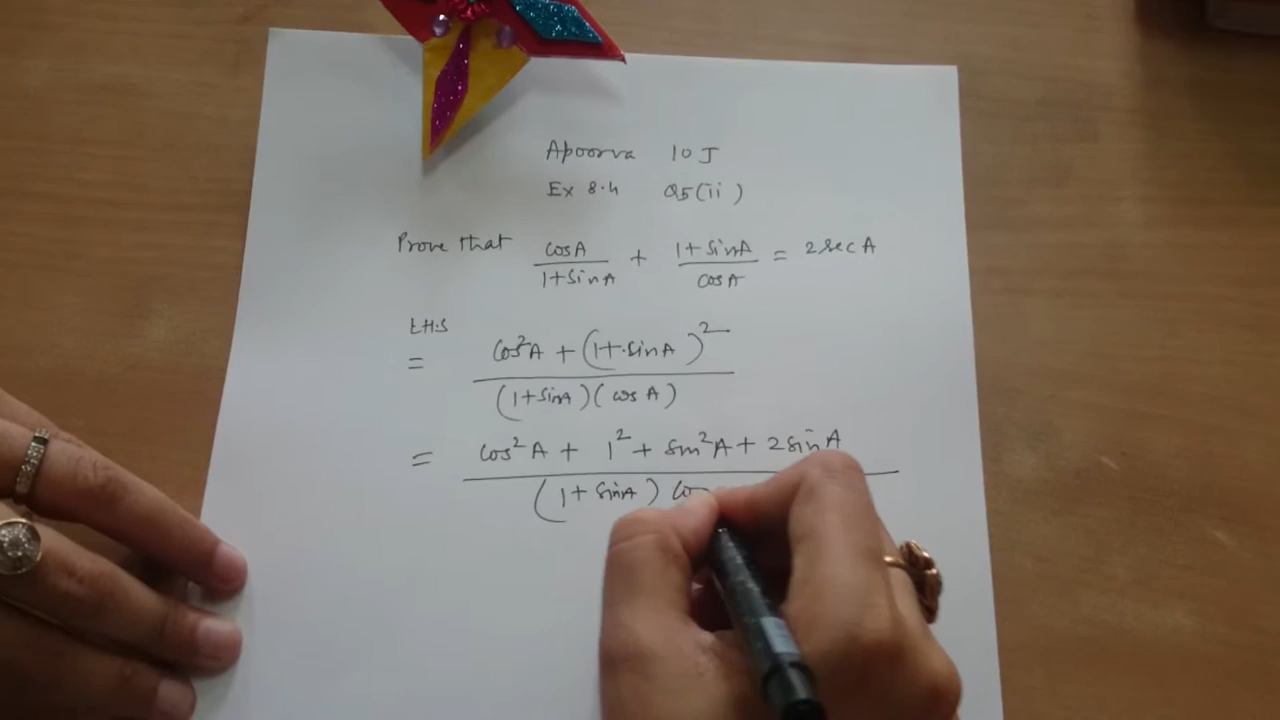 Apoorva 10 J
Ex 8.4 Q5(ii)
Prove that cosA/1+sinA + 1+sinA/cosA = 2secA
L.H.S
= cos²A + (1+sinA)²/(1+sinA)(cosA)
= cos²A + 1² + sin²A + 2sinA/(1+sinA) co